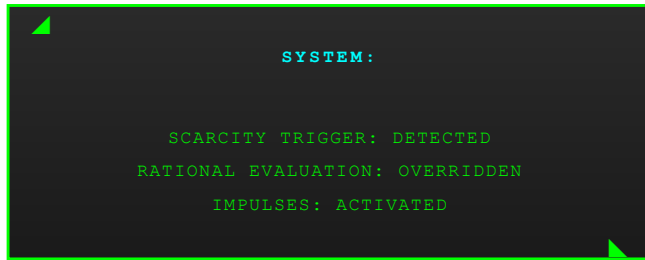 SYSTEM:
SCARCITY TRIGGER: DETECTED
RATIONAL EVALUATION: OVERRIDDEN
IMPULSES: ACTIVATED